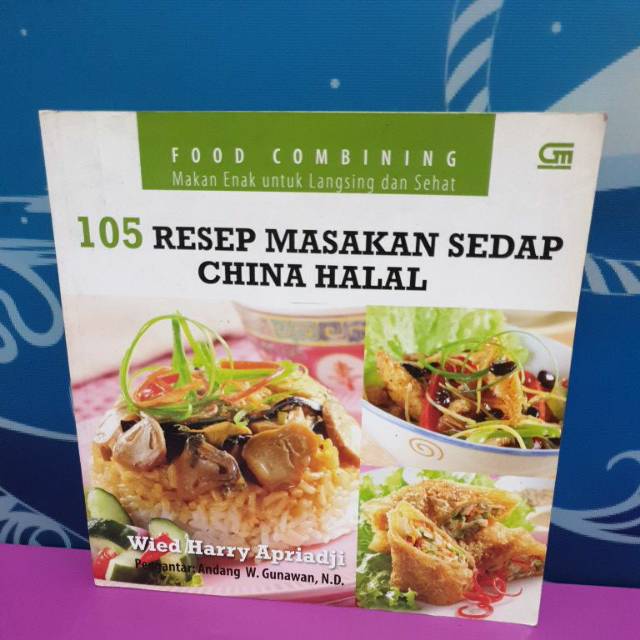 FOOD COMBINING
Makan Enak untuk Langsing dan Sehat
GM
105 RESEP MASAKAN SEDAP
CHINA HALAL
Wied Harry Apriadji
Pengantar: Andang W. Gunawan, N.D.